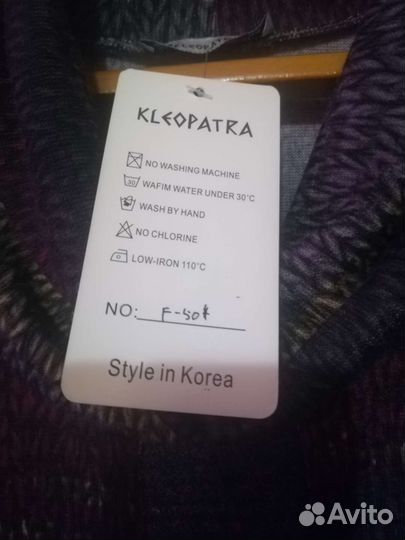 KLEOPATRA
KLEOPATRA
NO WASHING MACHINE
30 WAFIM WATER UNDER 30°C
WASH BY HAND
NO CHLORINE
LOW-IRON 110°C
NO:
Style in Korea
Avito